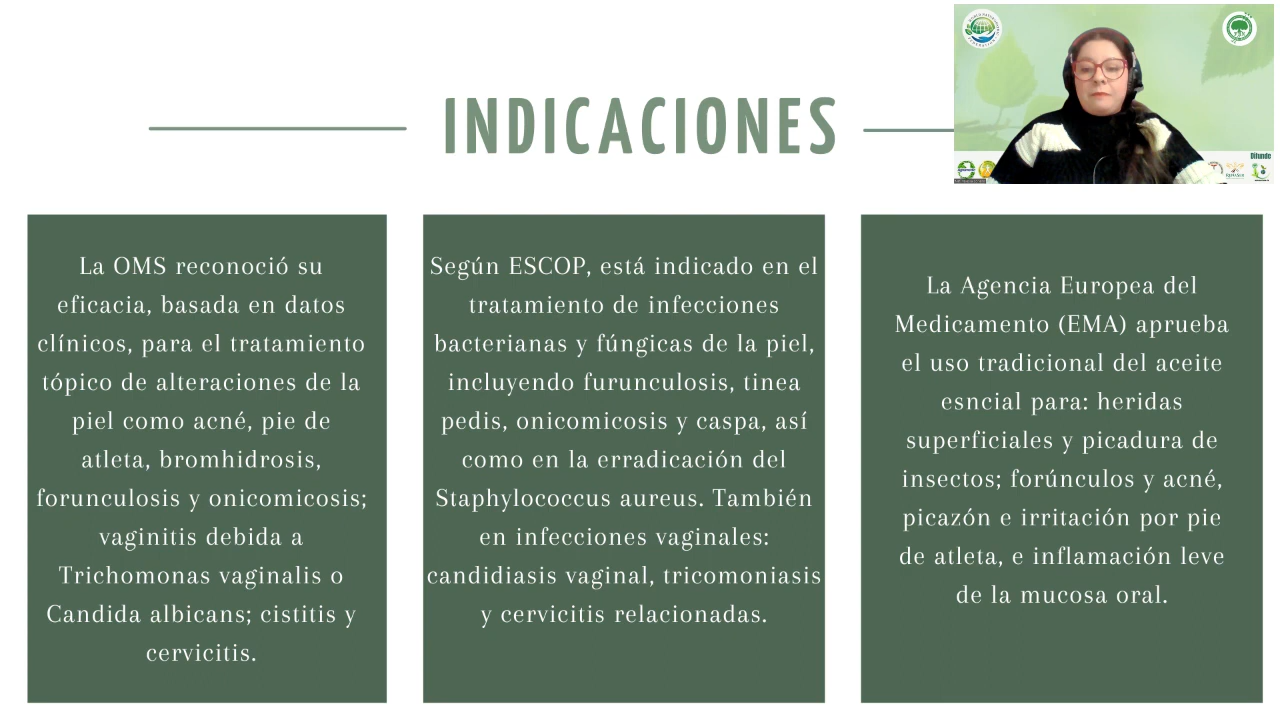 INDICACIONES
La OMS reconoció su
eficacia, basada en datos
clínicos, para el tratamiento
tópico de alteraciones de la
piel como acné, pie de
atleta, bromhidrosis,
forunculosis y onicomicosis;
vaginitis debida a
Trichomonas vaginalis o
Candida albicans; cistitis y
cervicitis.
Según ESCOP, está indicado en el
tratamiento de infecciones
bacterianas y fúngicas de la piel,
incluyendo furunculosis, tinea
pedis, onicomicosis y caspa, así
como en la erradicación del
Staphylococcus aureus. También
en infecciones vaginales:
candidiasis vaginal, tricomoniasis
y cervicitis relacionadas.
La Agencia Europea del
Medicamento (EMA) aprueba
el uso tradicional del aceite
esncial para: heridas
superficiales y picadura de
insectos; forúnculos y acné,
picazón e irritación por pie
de atleta, e inflamación leve
de la mucosa oral.
Difunde